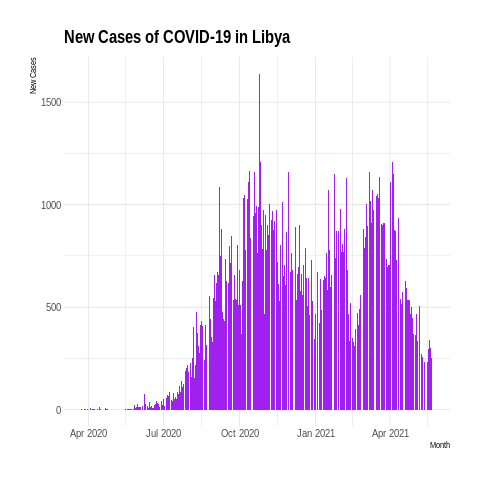 New Cases of COVID-19 in Libya
New Cases
1500
1000
500
0
Apr 2020 Jul 2020 Oct 2020 Jan 2021 Apr 2021
Month